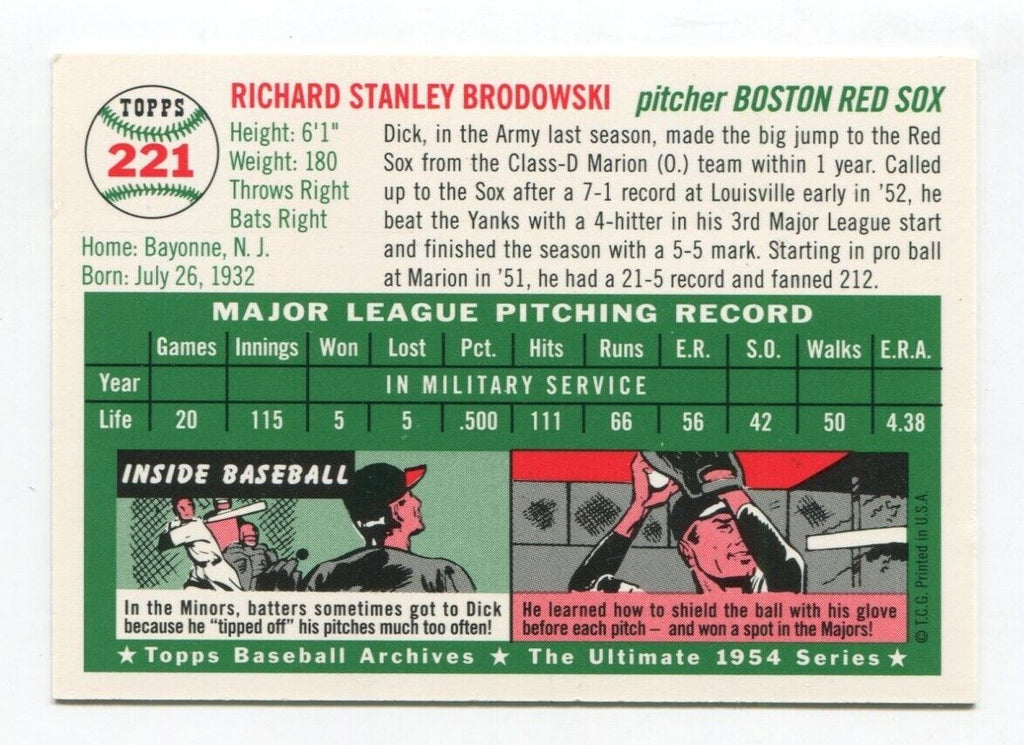 TOPPS
221
RICHARD STANLEY BRODOWSKI pitcher BOSTON RED SOX
Height: 6'1"
Weight: 180
Throws Right
Bats Right
Home: Bayonne, N. J.
Born: July 26, 1932
Dick, in the Army last season, made the big jump to the Red
Sox from the Class-D Marion (O.) team within 1 year. Called
up to the Sox after a 7-1 record at Louisville early in '52, he
beat the Yanks with a 4-hitter in his 3rd Major League start
and finished the season with a 5-5 mark. Starting in pro ball
at Marion in '51, he had a 21-5 record and fanned 212.
MAJOR LEAGUE PITCHING RECORD
Games Innings Won Lost Pct. Hits Runs E.R. S.O. Walks E.R.A.
Year IN MILITARY SERVICE
Life 20 115 5 5 .500 111 66 56 42 50 4.38
INSIDE BASEBALL
In the Minors, batters sometimes got to Dick
because he "tipped off" his pitches much too often!
He learned how to shield the ball with his glove
before each pitch – and won a spot in the Majors!
© T.C.G. Printed in U.S.A.
★ Topps Baseball Archives ★ The Ultimate 1954 Series ★